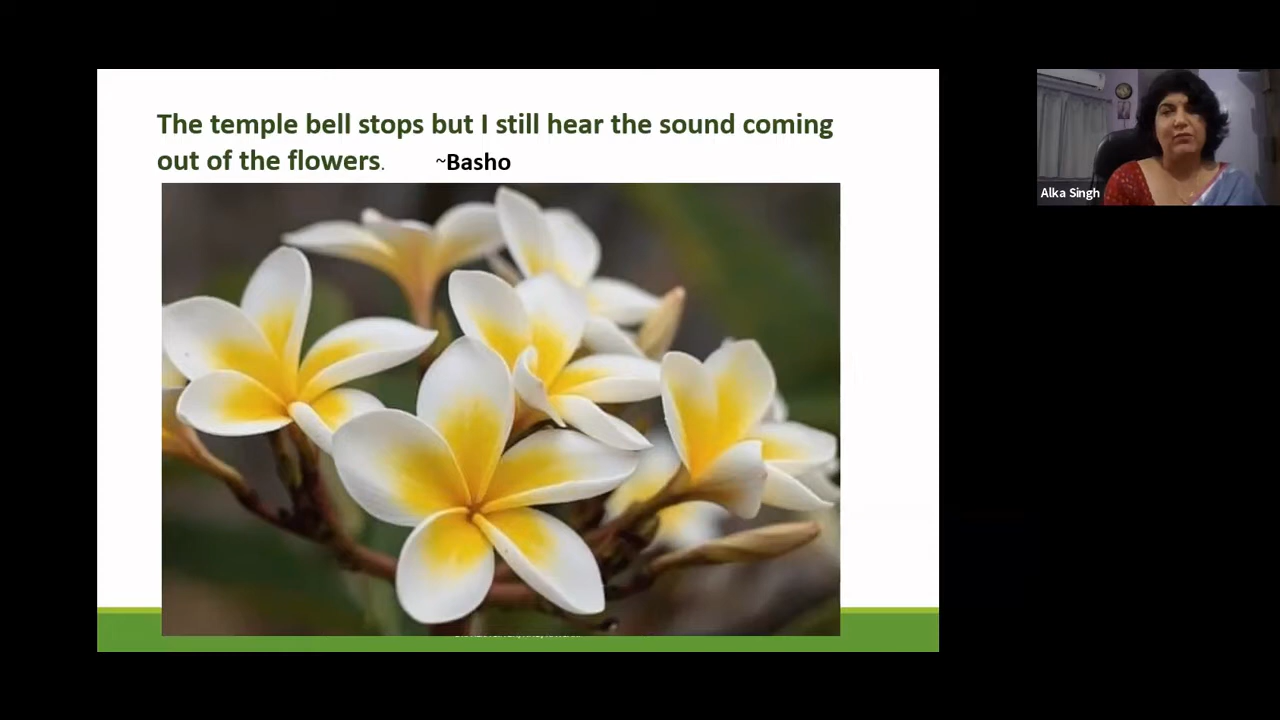 The temple bell stops but I still hear the sound coming
out of the flowers. ~Basho
Alka Singh